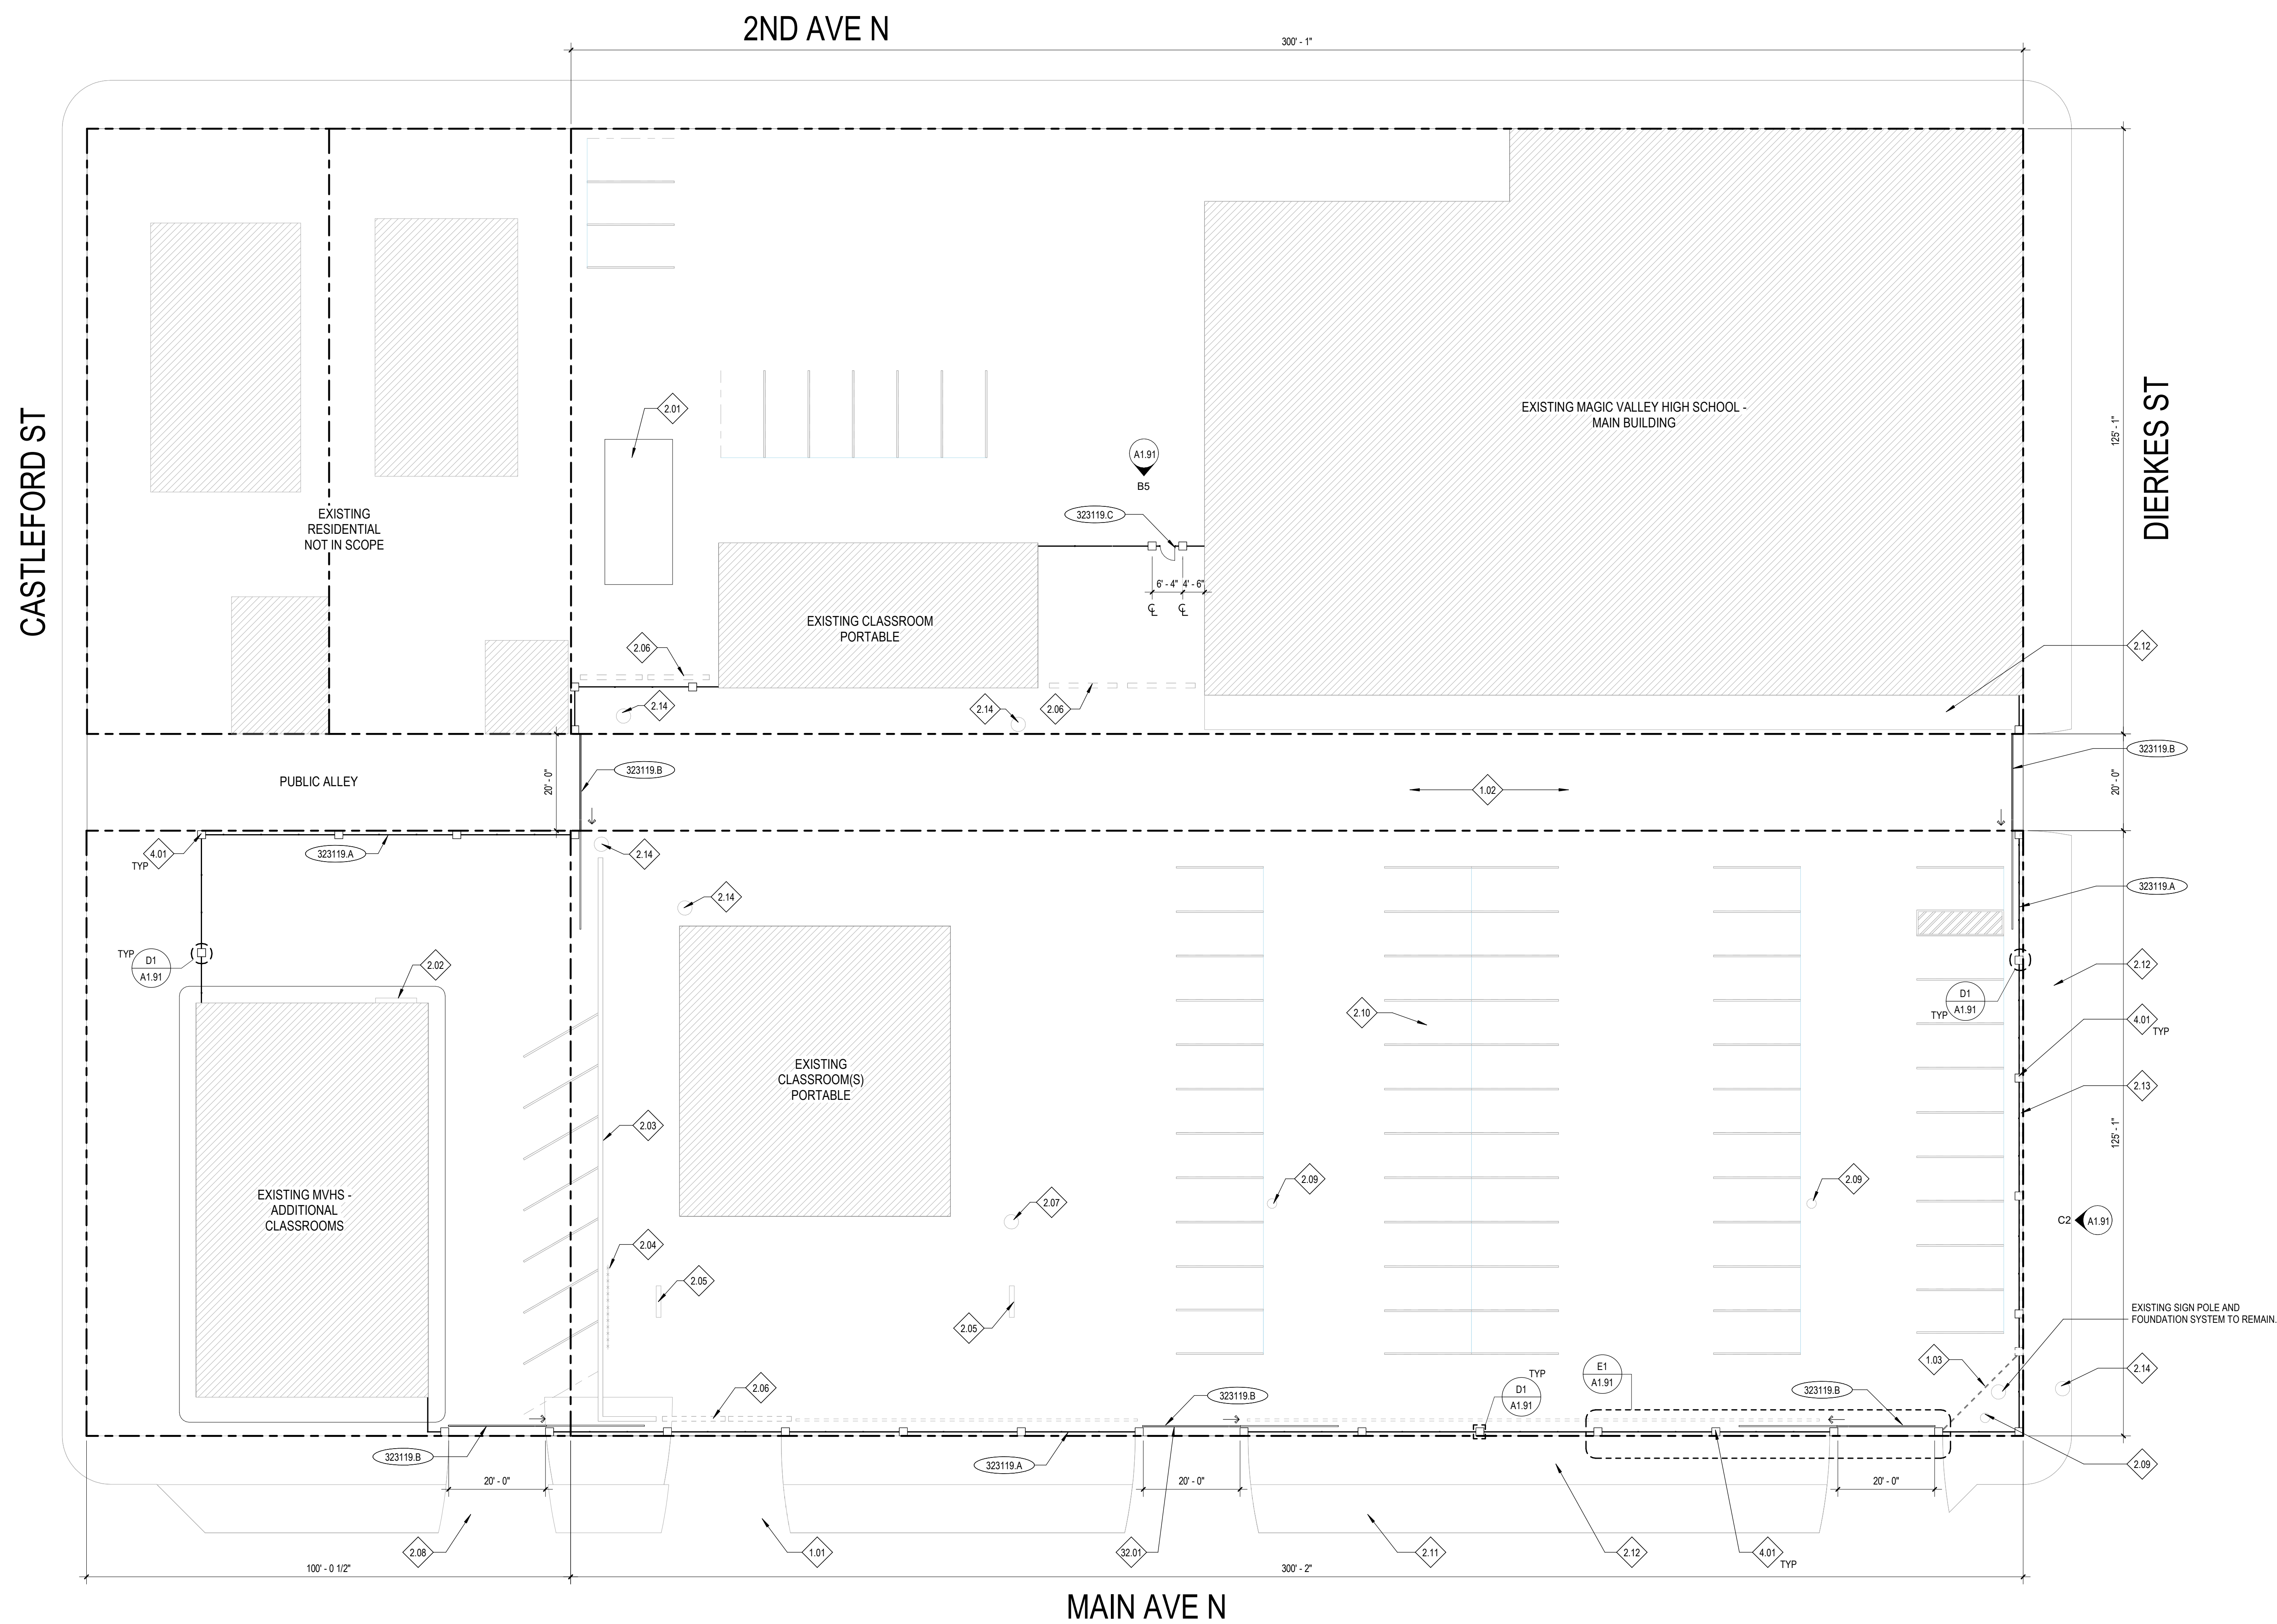 2ND AVE N
300' - 1"
CASTLEFORD ST
DIERKES ST
125' - 1"
2.01
EXISTING MAGIC VALLEY HIGH SCHOOL -
MAIN BUILDING
A1.91
B5
EXISTING
RESIDENTIAL
NOT IN SCOPE
323119.C
6' - 4"
4' - 6"
EXISTING CLASSROOM
PORTABLE
2.06
2.12
2.14
2.14
2.06
323119.B
323119.B
PUBLIC ALLEY
20' - 0"
20' - 0"
1.02
4.01
TYP
323119.A
2.14
323119.A
2.14
TYP
D1
A1.91
2.02
2.12
D1
A1.91
TYP
2.10
4.01
TYP
EXISTING
CLASSROOM(S)
PORTABLE
2.13
2.03
125' - 1"
2.09
2.09
EXISTING MVHS -
ADDITIONAL
CLASSROOMS
2.07
C2
A1.91
2.04
2.05
2.05
EXISTING SIGN POLE AND
FOUNDATION SYSTEM TO REMAIN.
1.03
2.14
E1
A1.91
TYP
D1
A1.91
2.06
323119.B
323119.B
323119.B
323119.A
2.09
20' - 0"
20' - 0"
20' - 0"
2.08
1.01
32.01
2.11
2.12
4.01
TYP
100' - 0 1/2"
300' - 2"
MAIN AVE N